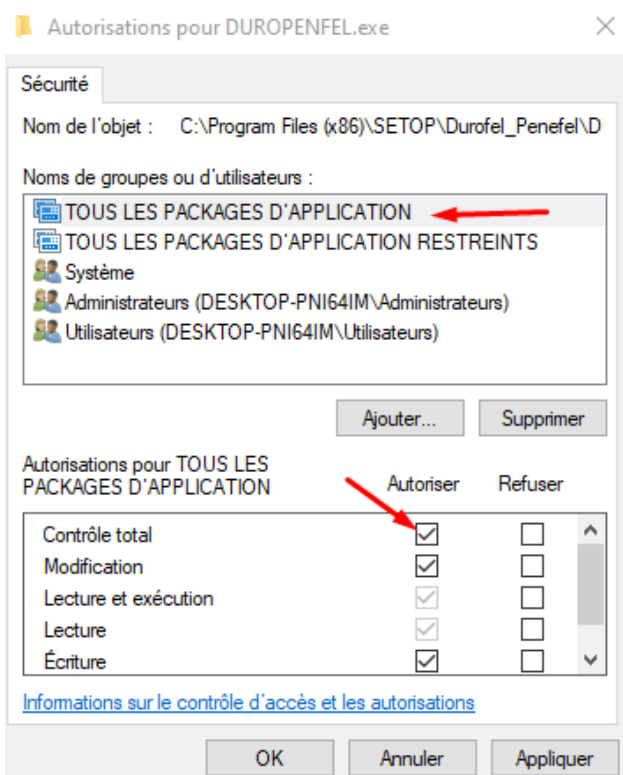 Autorisations pour DUROPENFEL.exe
Sécurité
Nom de l'objet : C:\Program Files (x86)\SETOP\Durofel_Penefel\D
Noms de groupes ou d'utilisateurs :
TOUS LES PACKAGES D'APPLICATION
TOUS LES PACKAGES D'APPLICATION RESTREINTS
Système
Administrateurs (DESKTOP-PNI64IM\Administrateurs)
Utilisateurs (DESKTOP-PNI64IM\Utilisateurs)
Ajouter... Supprimer
Autorisations pour TOUS LES
PACKAGES D'APPLICATION Autoriser Refuser
Contrôle total
Modification
Lecture et exécution
Lecture
Écriture
Informations sur le contrôle d'accès et les autorisations
OK Annuler Appliquer